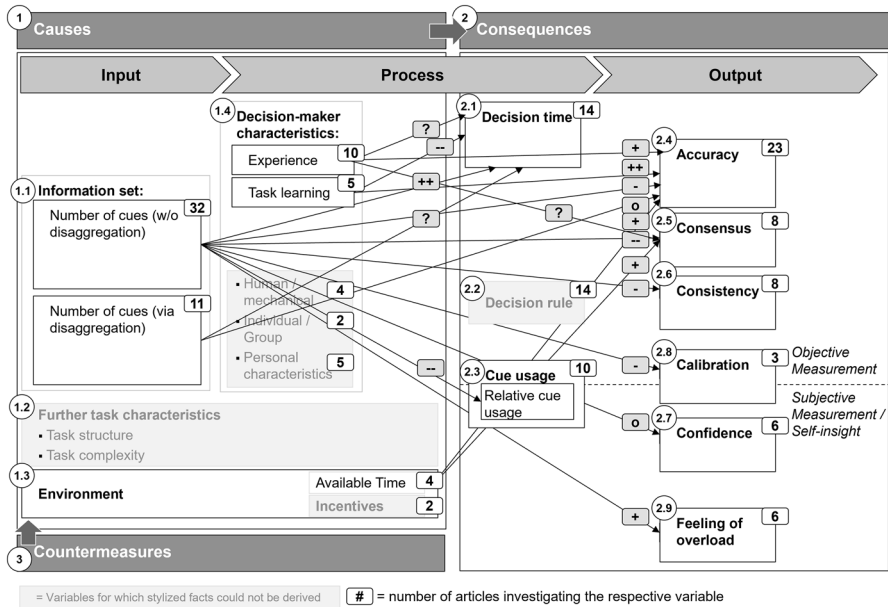 1
Causes
2
Consequences
Input
Process
Output
1.4
Decision-maker
characteristics:
Experience
10
Task learning
5
1.1
Information set:
Number of cues (w/o
disaggregation)
32
Number of cues (via
disaggregation)
11
▪ Human /
mechanical
4
▪ Individual /
Group
2
▪ Personal
characteristics
5
1.2
Further task characteristics
▪ Task structure
▪ Task complexity
1.3
Environment
Available Time
4
Incentives
2
3
Countermeasures
?
--
++
?
?
--
2.1
Decision time
14
2.2
Decision rule
14
2.3
Cue usage
10
Relative cue
usage
+
++
-
o
+
--
+
-
-
o
+
2.4
Accuracy
23
2.5
Consensus
8
2.6
Consistency
8
2.8
Calibration
3
Objective
Measurement
Subjective
Measurement /
Self-insight
2.7
Confidence
6
2.9
Feeling of
overload
6
= Variables for which stylized facts could not be derived
# = number of articles investigating the respective variable